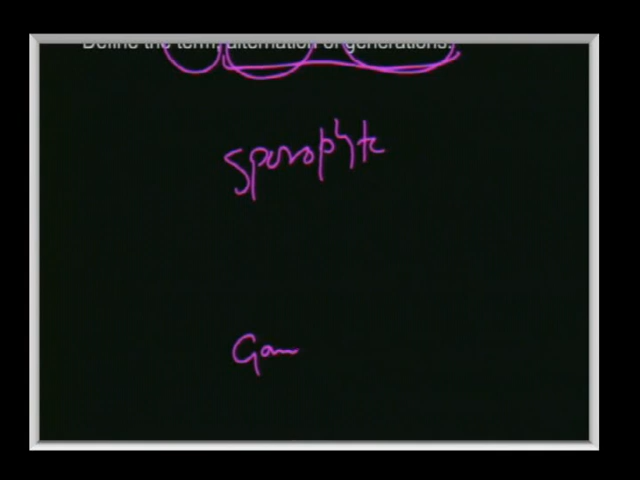 Define the term alternation of generations.
Sporophyte
Gam